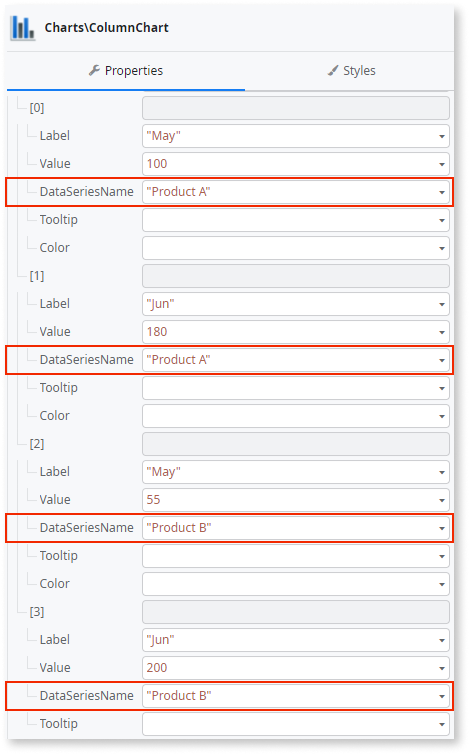 Charts\ColumnChart
Properties Styles
[0]
Label "May"
Value 100
DataSeriesName "Product A"
Tooltip
Color
[1]
Label "Jun"
Value 180
DataSeriesName "Product A"
Tooltip
Color
[2]
Label "May"
Value 55
DataSeriesName "Product B"
Tooltip
Color
[3]
Label "Jun"
Value 200
DataSeriesName "Product B"
Tooltip